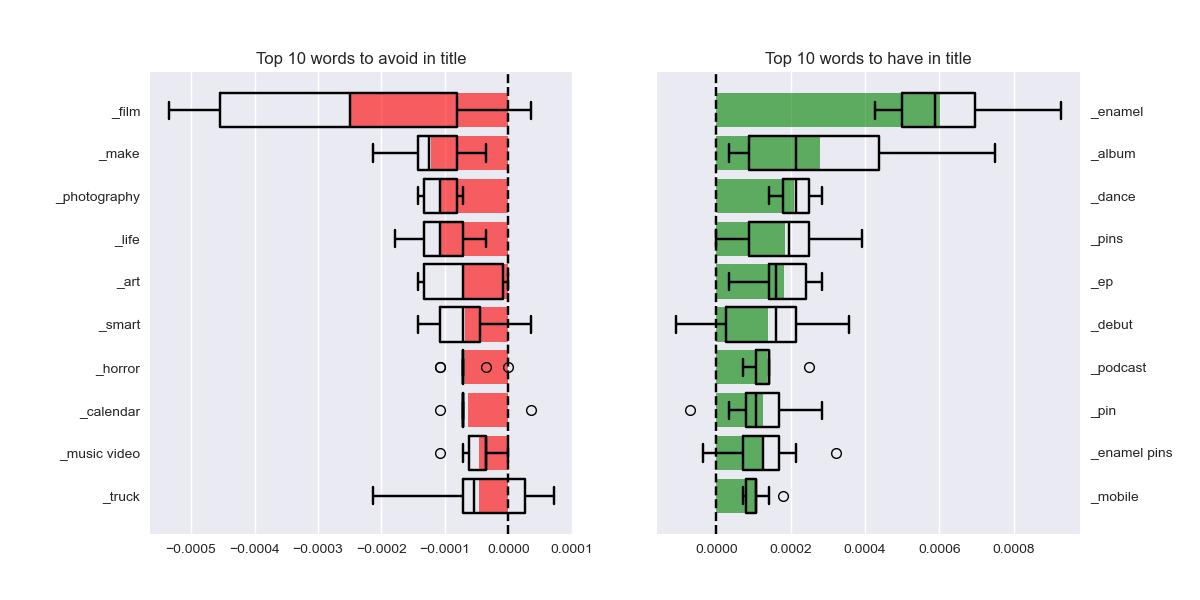 Top 10 words to avoid in title
_film
_make
_photography
_life
_art
_smart
_horror
_calendar
_music video
_truck
−0.0005 −0.0004 −0.0003 −0.0002 −0.0001 0.0000 0.0001
Top 10 words to have in title
_enamel
_album
_dance
_pins
_ep
_debut
_podcast
_pin
_enamel pins
_mobile
0.0000 0.0002 0.0004 0.0006 0.0008